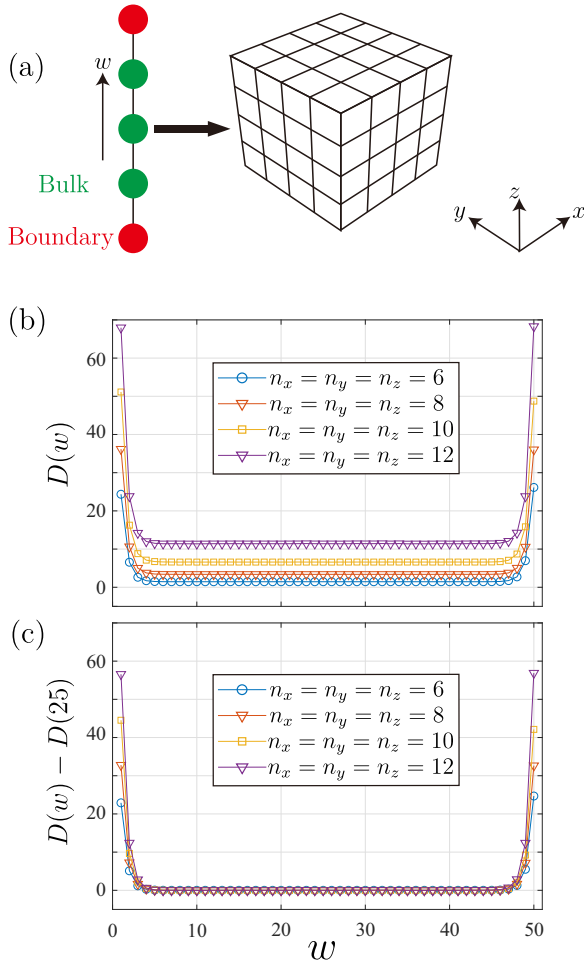 (a)
w
Bulk
Boundary
z
y
x
(b)
D(w)
60
40
20
0
n_x = n_y = n_z = 6
n_x = n_y = n_z = 8
n_x = n_y = n_z = 10
n_x = n_y = n_z = 12
(c)
D(w) − D(25)
60
40
20
0
n_x = n_y = n_z = 6
n_x = n_y = n_z = 8
n_x = n_y = n_z = 10
n_x = n_y = n_z = 12
0 10 20 30 40 50
w